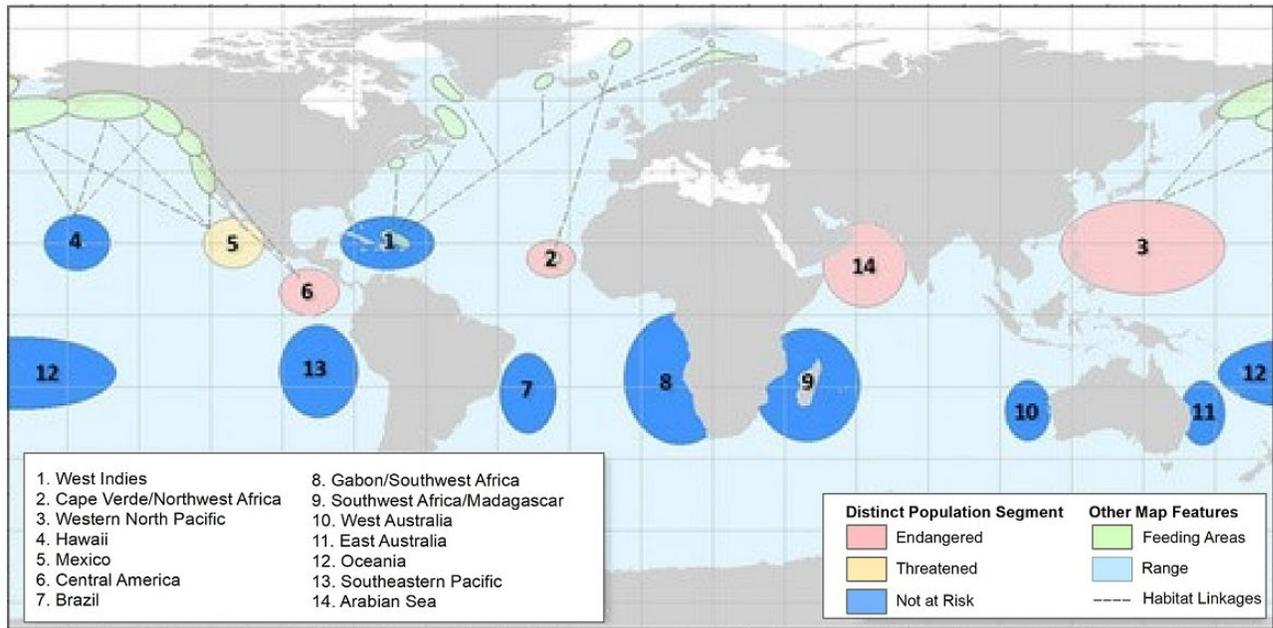 4
5
6
1
2
14
3
12
13
7
8
9
10
11
12
1. West Indies
2. Cape Verde/Northwest Africa
3. Western North Pacific
4. Hawaii
5. Mexico
6. Central America
7. Brazil
8. Gabon/Southwest Africa
9. Southwest Africa/Madagascar
10. West Australia
11. East Australia
12. Oceania
13. Southeastern Pacific
14. Arabian Sea
Distinct Population Segment
Endangered
Threatened
Not at Risk
Other Map Features
Feeding Areas
Range
Habitat Linkages